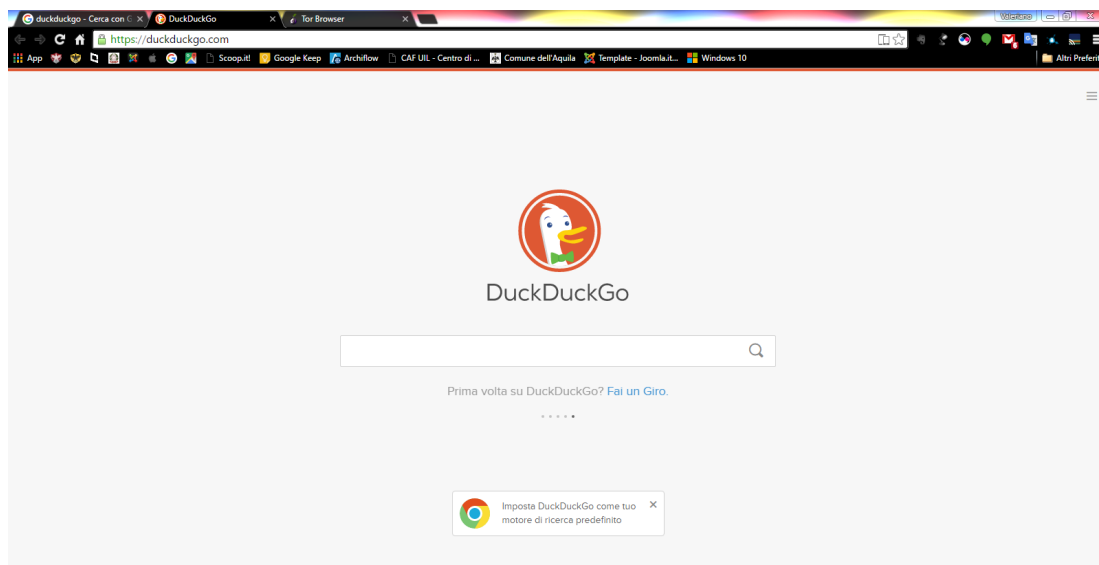 duckduckgo - Cerca con G
DuckDuckGo
Tor Browser
Valeriano
https://duckduckgo.com
App
Scoop.it!
Google Keep
Archiflow
CAF UIL - Centro di ...
Comune dell'Aquila
Template - Joomla.it...
Windows 10
Altri Preferit
DuckDuckGo
Prima volta su DuckDuckGo? Fai un Giro.
Imposta DuckDuckGo come tuo
motore di ricerca predefinito